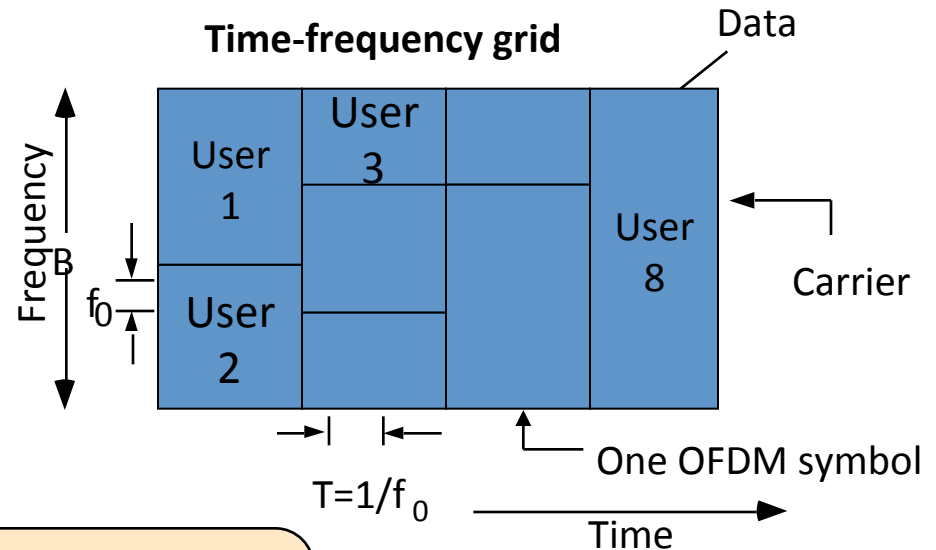 Time-frequency grid
Data
Frequency
B
f0
User
1
User
2
User
3
User
8
Carrier
One OFDM symbol
T=1/f 0
Time